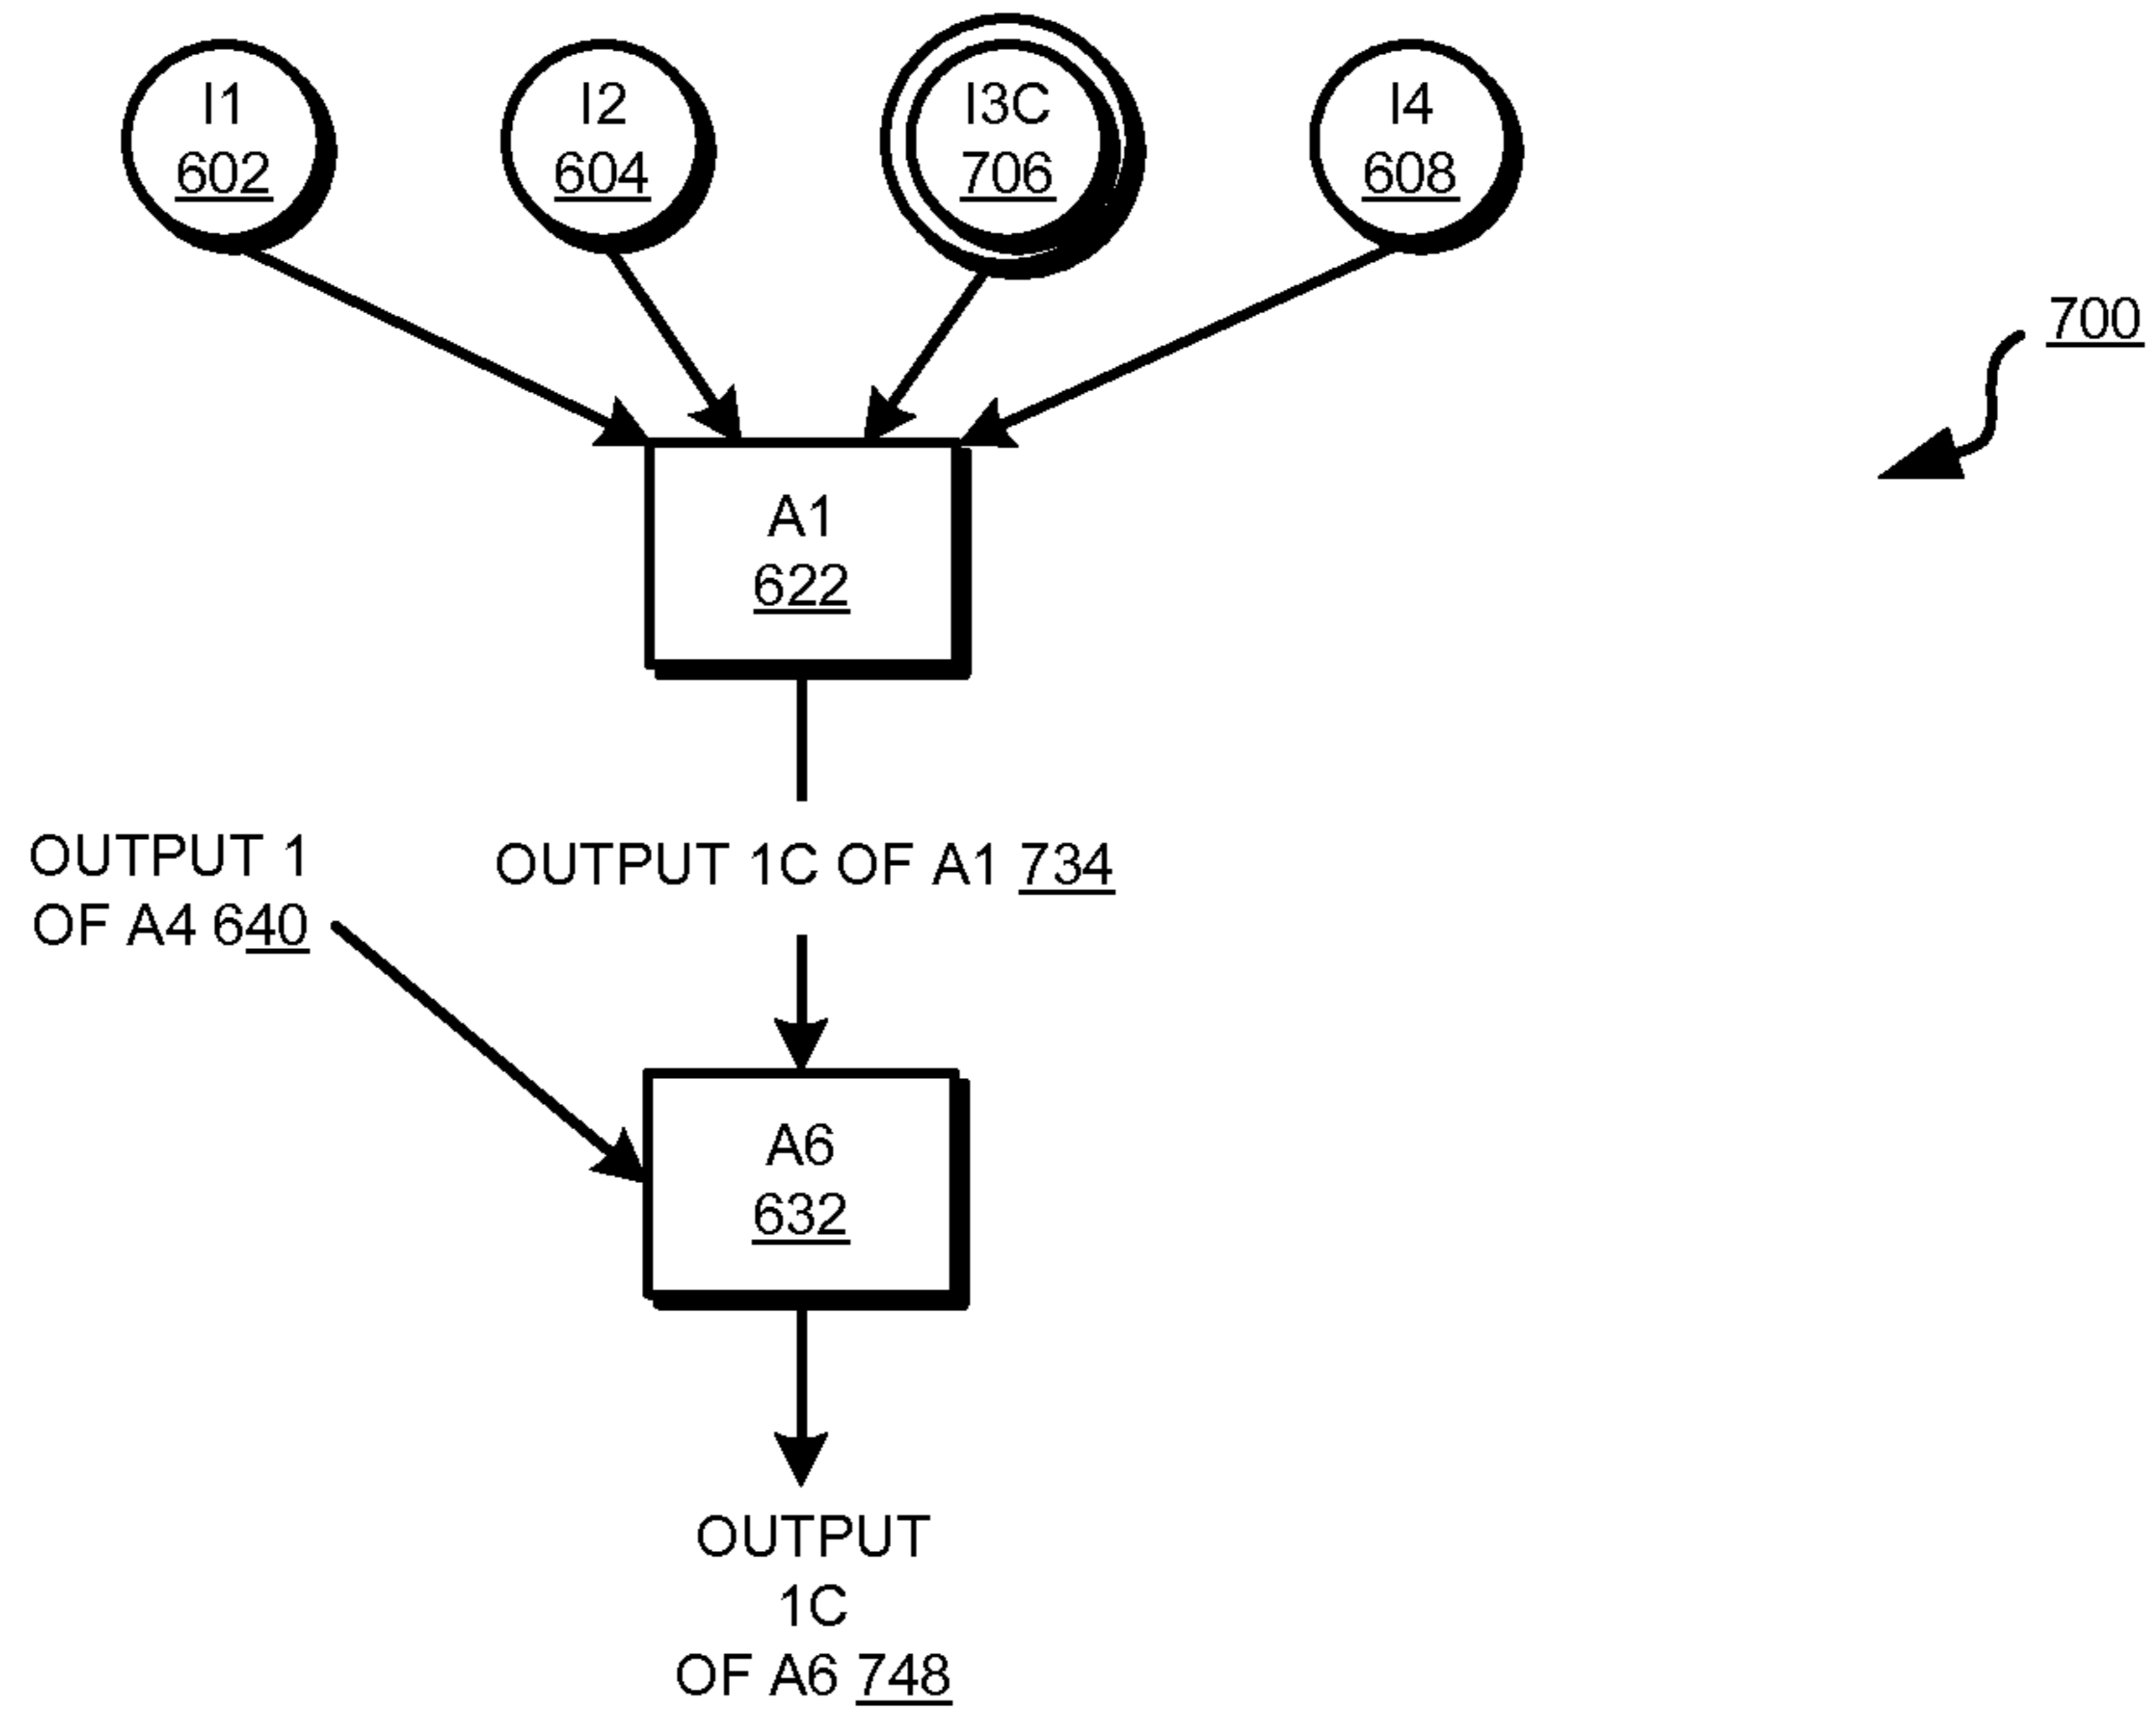 I1
602
I2
604
I3C
706
I4
608
700
A1
622
OUTPUT 1
OF A4 640
OUTPUT 1C OF A1 734
A6
632
OUTPUT
1C
OF A6 748